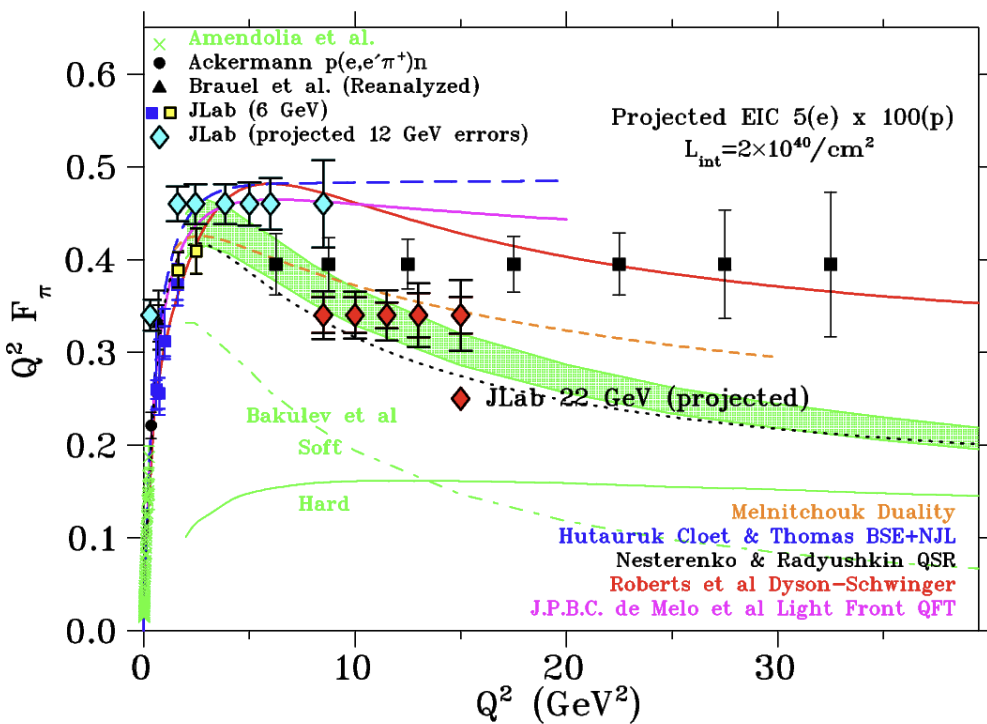 Amendolia et al.
Ackermann p(e,e′π⁺)n
Brauel et al. (Reanalyzed)
JLab (6 GeV)
JLab (projected 12 GeV errors)
Projected EIC 5(e) x 100(p)
L_int=2×10⁴⁰/cm²
0.6
0.5
0.4
0.3
0.2
0.1
0.0
Q² F_π
JLab 22 GeV (projected)
Bakulev et al
Soft
Hard
Melnitchouk Duality
Hutauruk Cloet & Thomas BSE+NJL
Nesterenko & Radyushkin QSR
Roberts et al Dyson-Schwinger
J.P.B.C. de Melo et al Light Front QFT
0
10
20
30
Q² (GeV²)